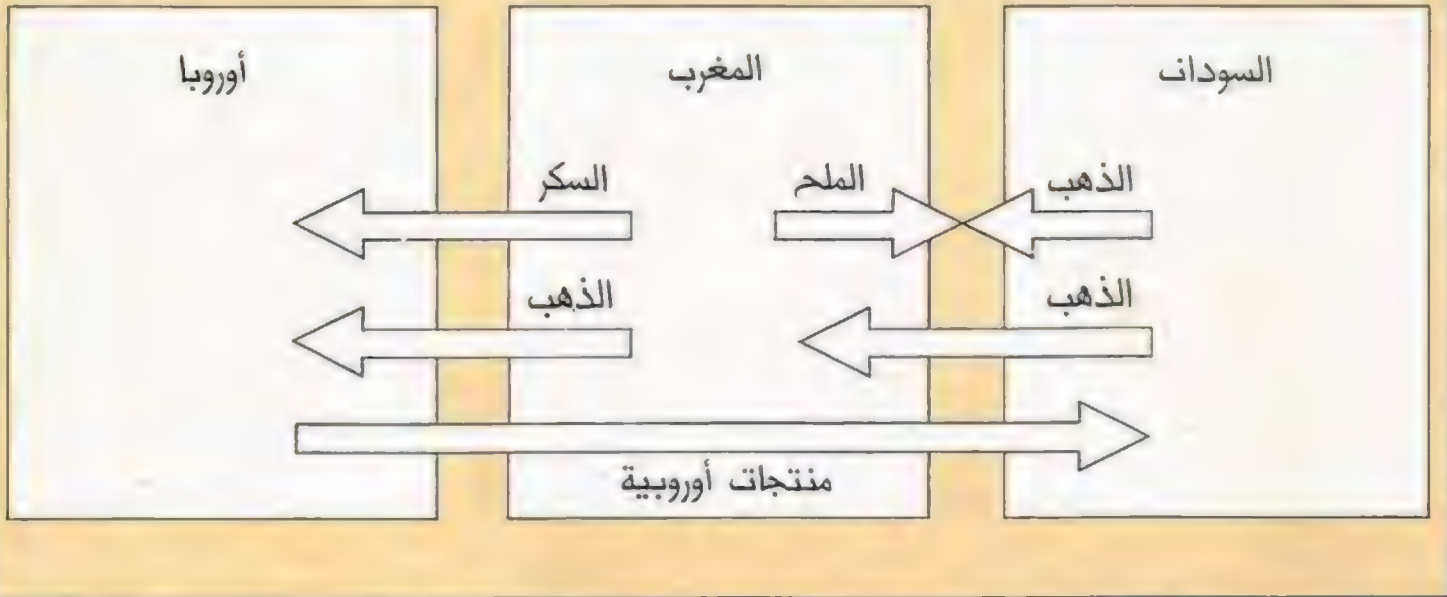 السودان
المغرب
أوروبا
الذهب
الملح
السكر
الذهب
الذهب
منتجات أوروبية